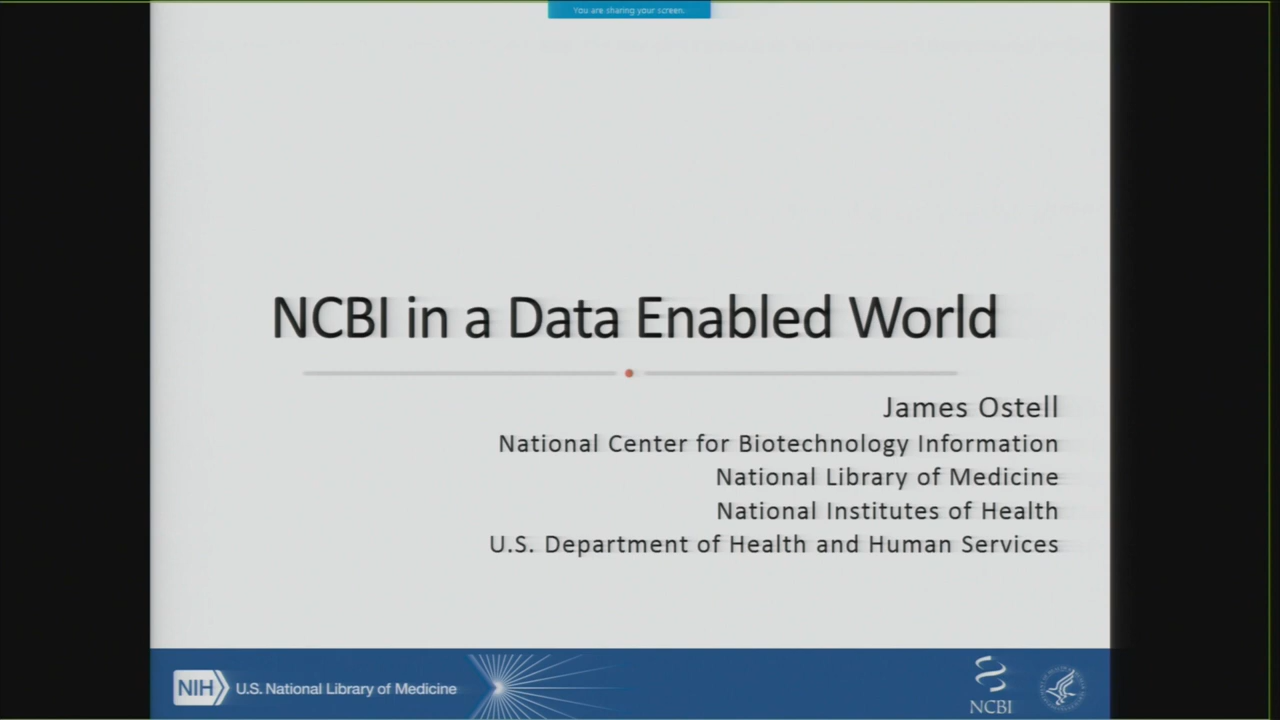 You are sharing your screen.
NCBI in a Data Enabled World
James Ostell
National Center for Biotechnology Information
National Library of Medicine
National Institutes of Health
U.S. Department of Health and Human Services
NIH U.S. National Library of Medicine
NCBI